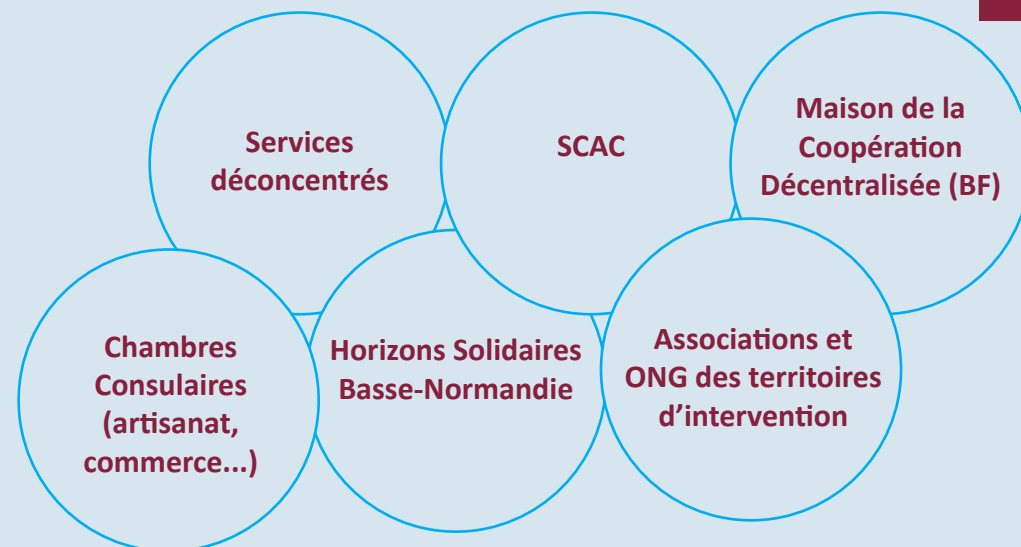 Services
déconcentrés
SCAC
Maison de la
Coopération
Décentralisée (BF)
Chambres
Consulaires
(artisanat,
commerce...)
Horizons Solidaires
Basse-Normandie
Associations et
ONG des territoires
d’intervention